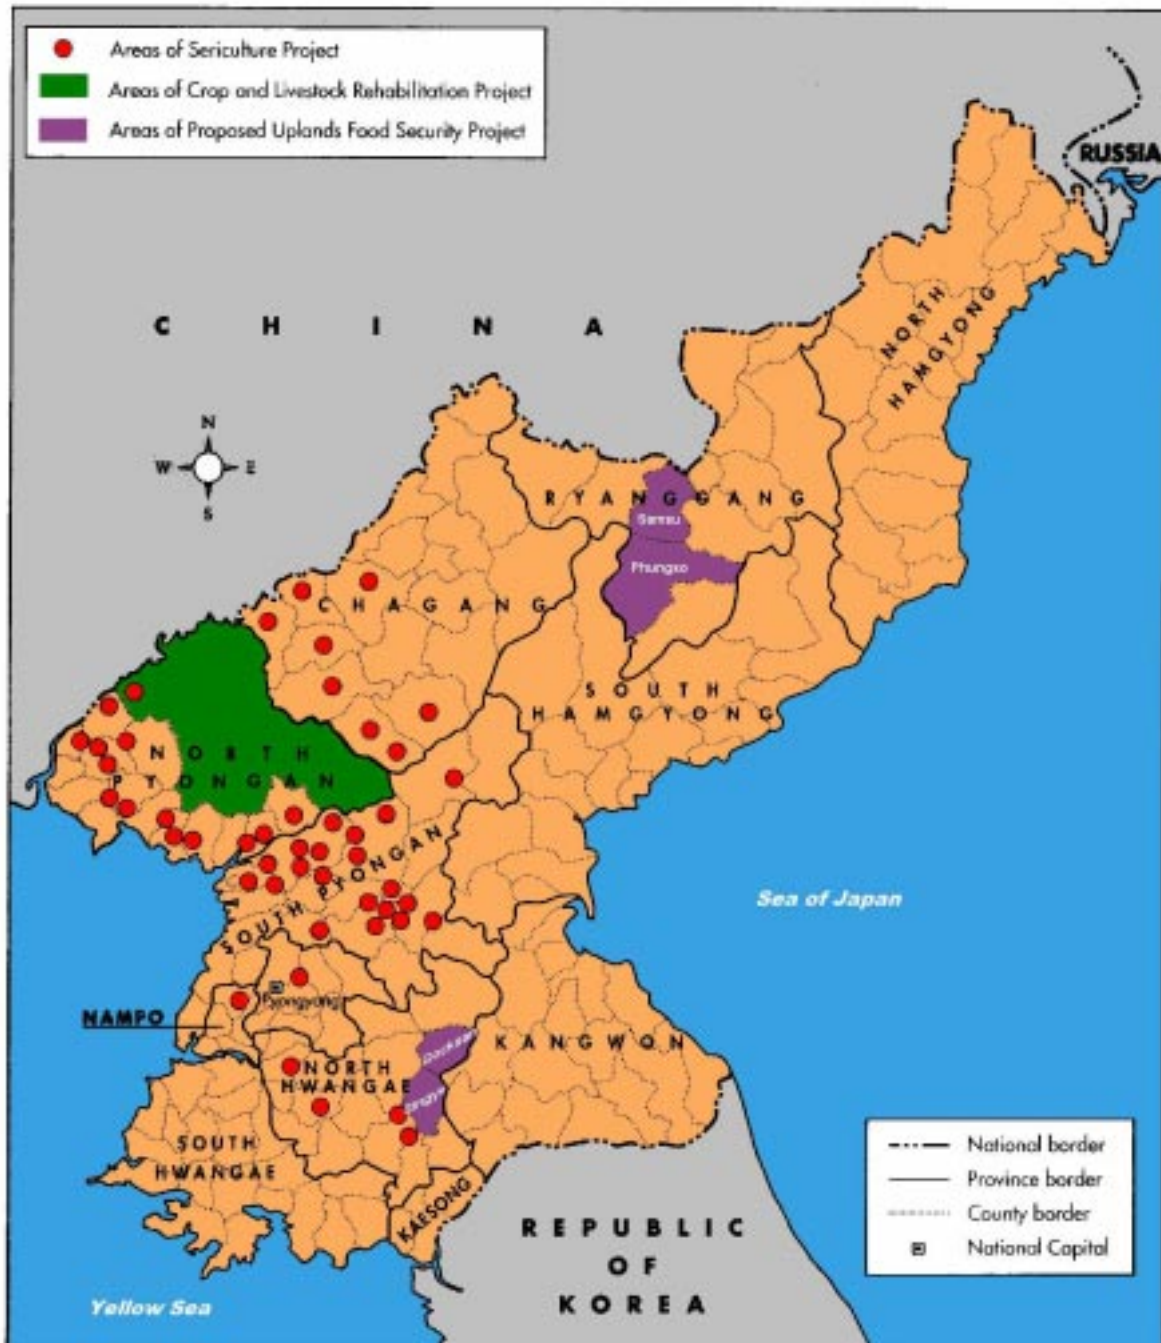 Areas of Sericulture Project
Areas of Crop and Livestock Rehabilitation Project
Areas of Proposed Uplands Food Security Project
RUSSIA
C H I N A
NORTH
HAMGYONG
N
W E
S
RYANGGANG
Samsu
Phungso
CHAGANG
SOUTH
HAMGYONG
NORTH
PYONGAN
SOUTH PYONGAN
Sea of Japan
Pyongyang
NAMPO
KANGWON
NORTH
HWANGAE
SOUTH
HWANGAE
KAESONG
REPUBLIC
OF
KOREA
Yellow Sea
National border
Province border
County border
National Capital